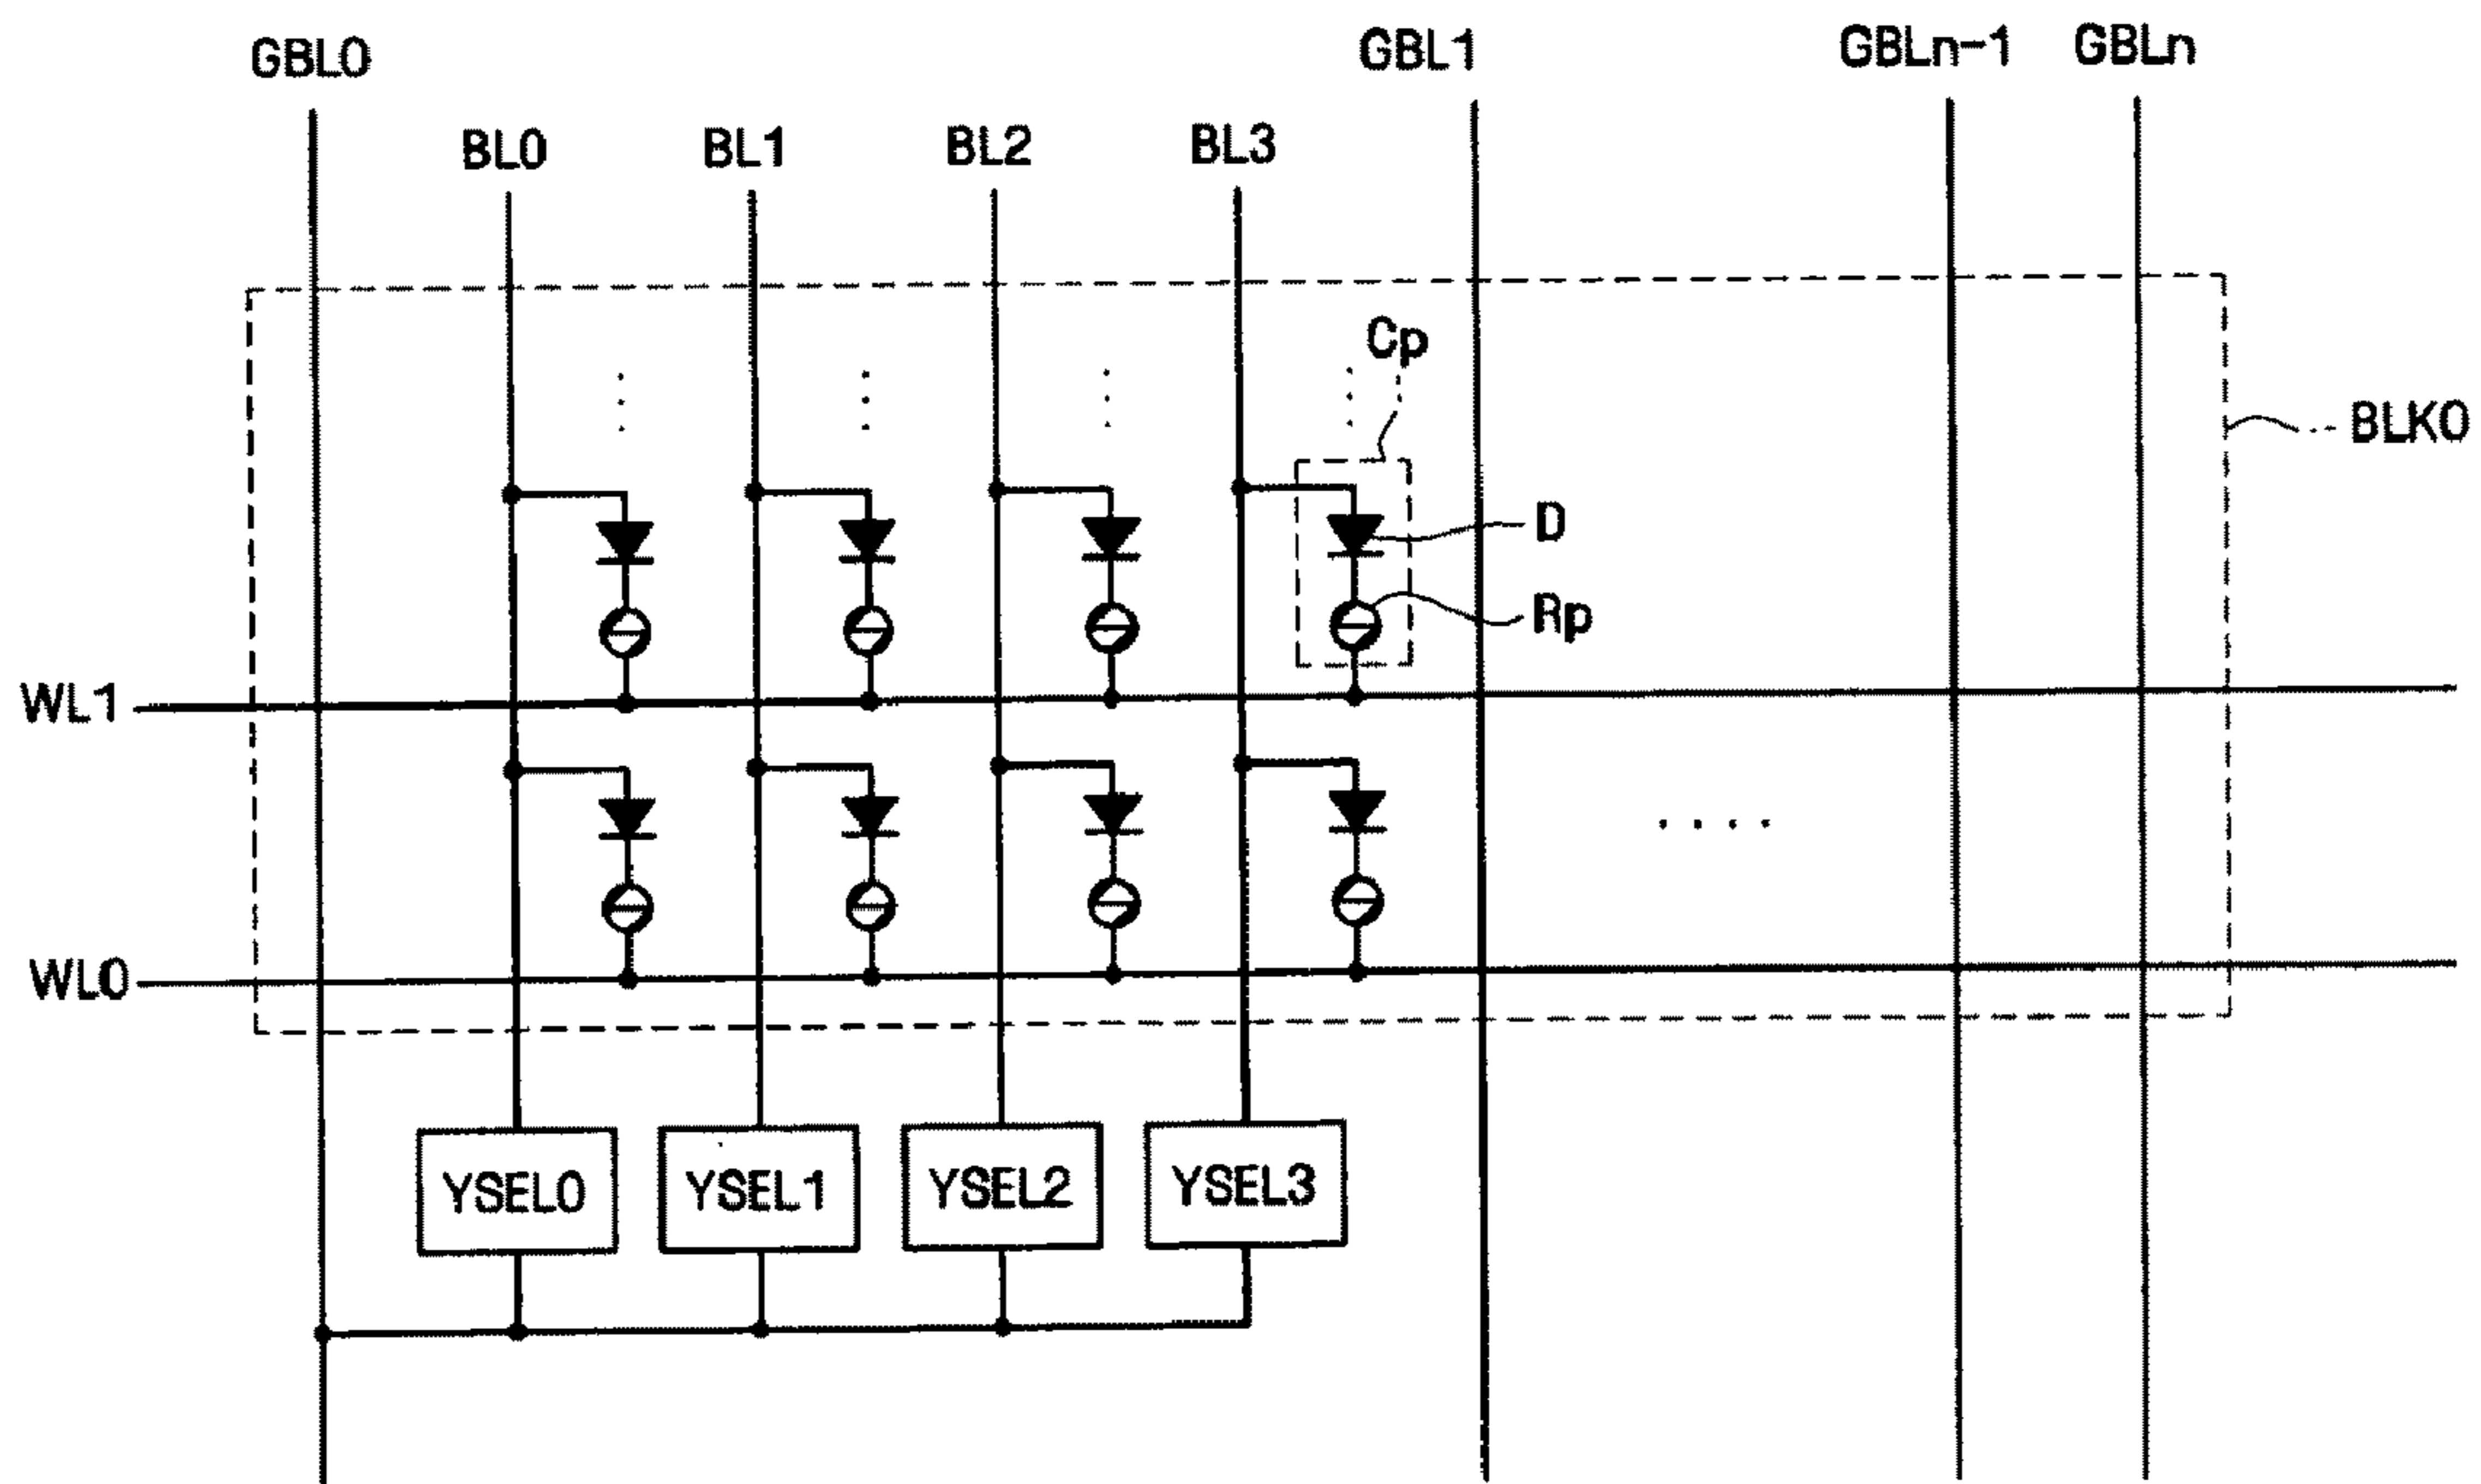 GBL0
GBL1
GBLn-1
GBLn
BL0
BL1
BL2
BL3
Cp
BLK0
D
Rp
WL1
WL0
YSEL0
YSEL1
YSEL2
YSEL3